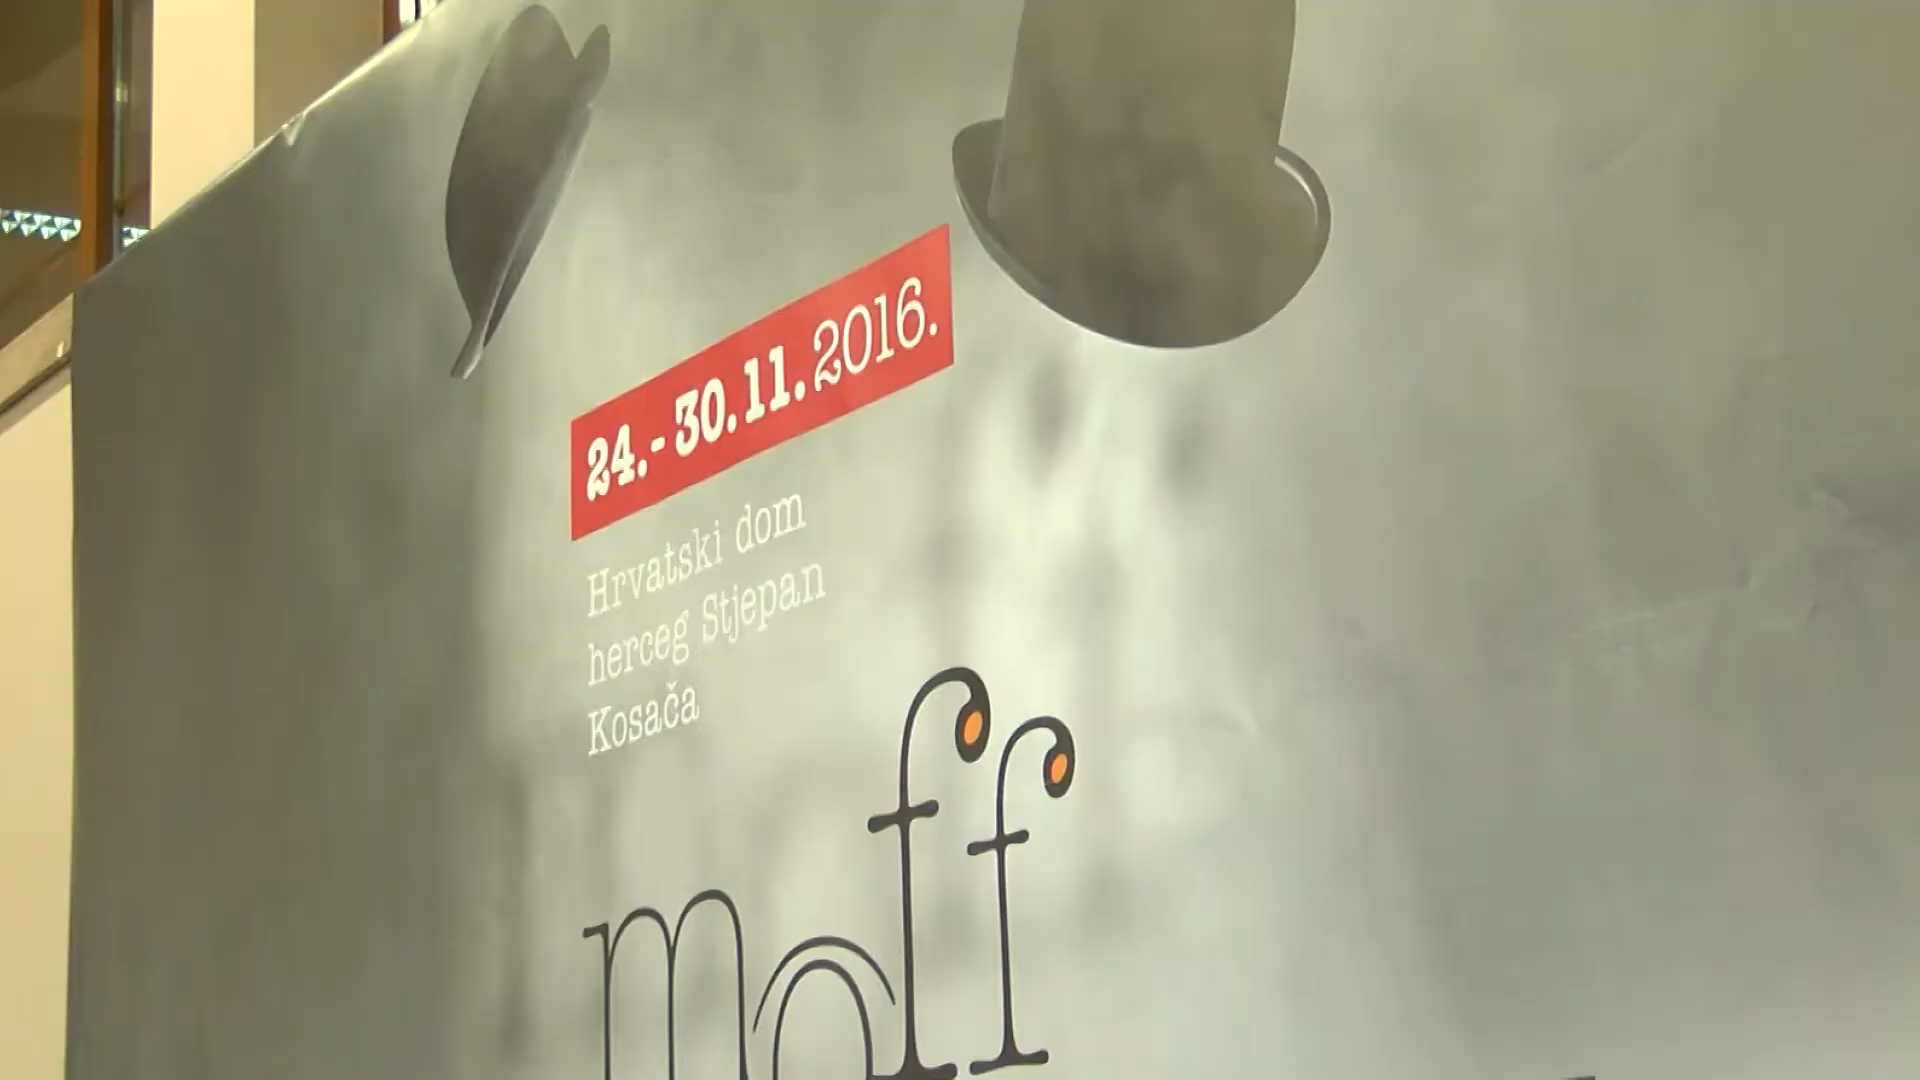 24.-30.11.2016.
Hrvatski dom
herceg Stjepan
Kosača
moff